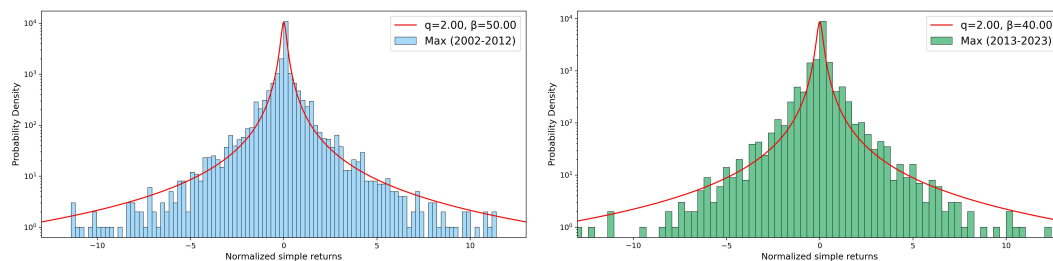 q=2.00, β=50.00
Max (2002-2012)
Probability Density
10⁴
10³
10²
10¹
10⁰
−10
−5
0
5
10
Normalized simple returns
q=2.00, β=40.00
Max (2013-2023)
Probability Density
10⁴
10³
10²
10¹
10⁰
−10
−5
0
5
10
Normalized simple returns